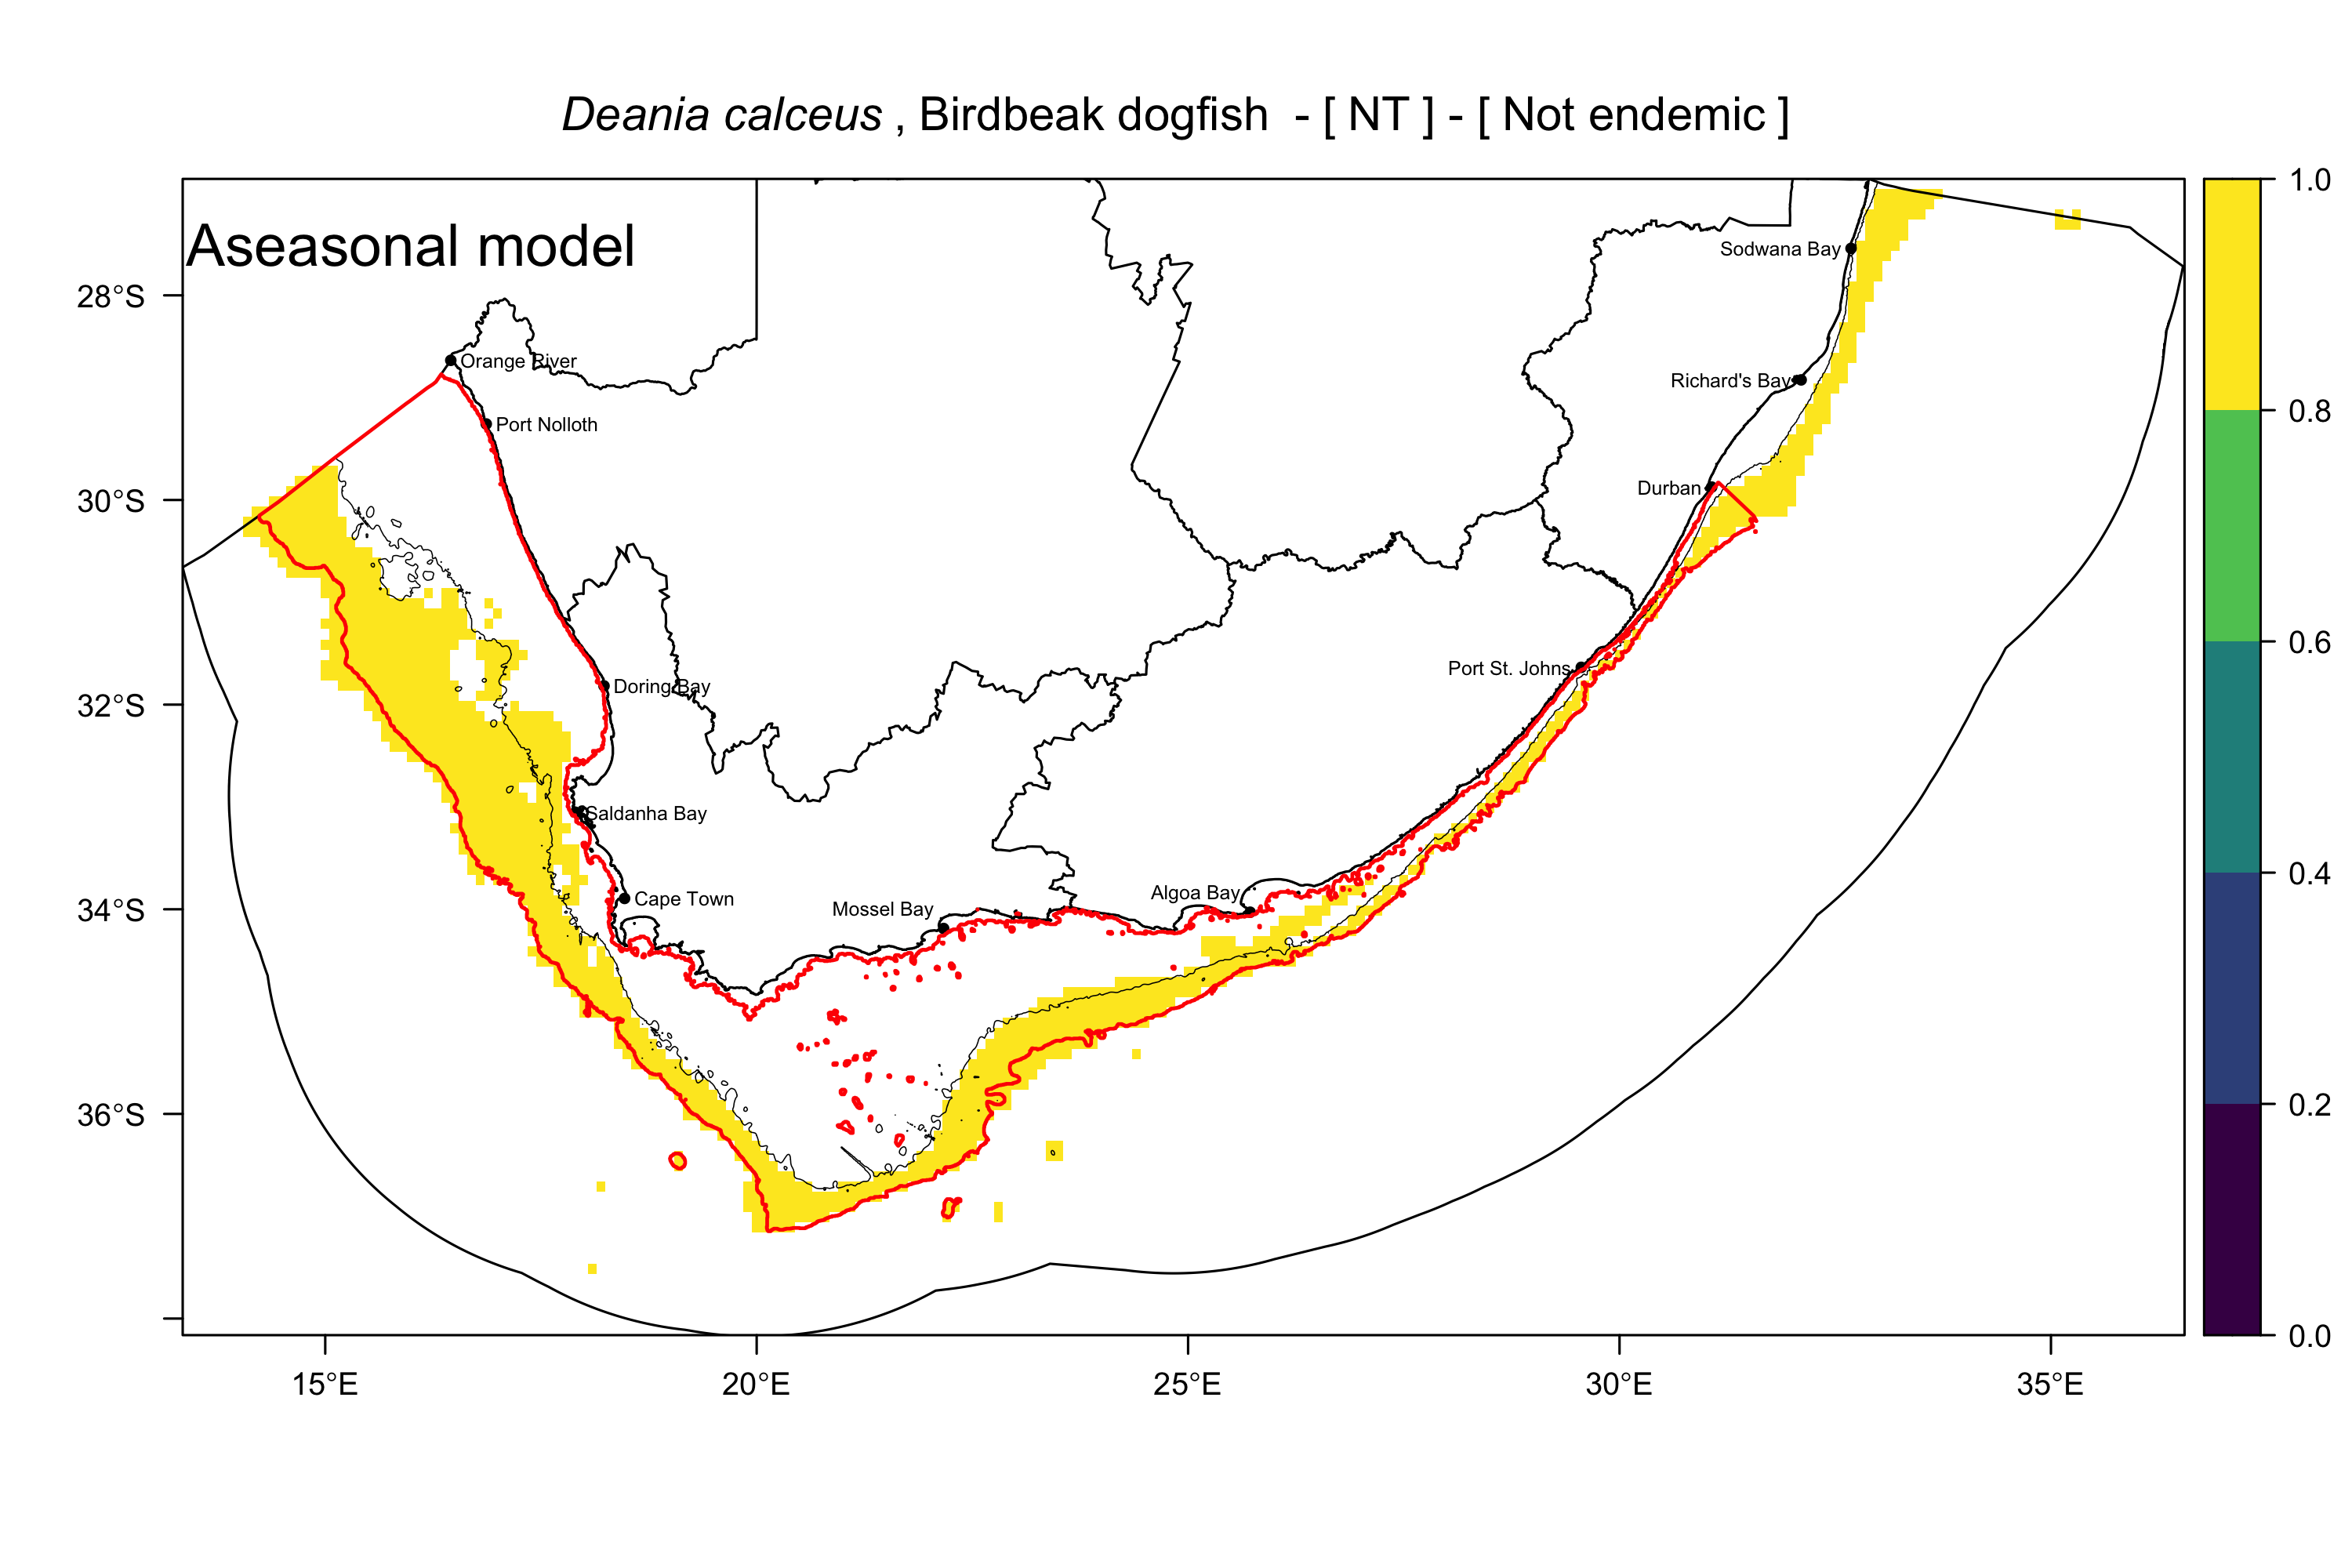 Deania calceus , Birdbeak dogfish - [ NT ] - [ Not endemic ]
Aseasonal model
1.0
0.8
0.6
0.4
0.2
0.0
28°S
30°S
32°S
34°S
36°S
15°E
20°E
25°E
30°E
35°E
Sodwana Bay
Orange River
Richard's Bay
Port Nolloth
Durban
Port St. Johns
Doring Bay
Saldanha Bay
Algoa Bay
Cape Town
Mossel Bay